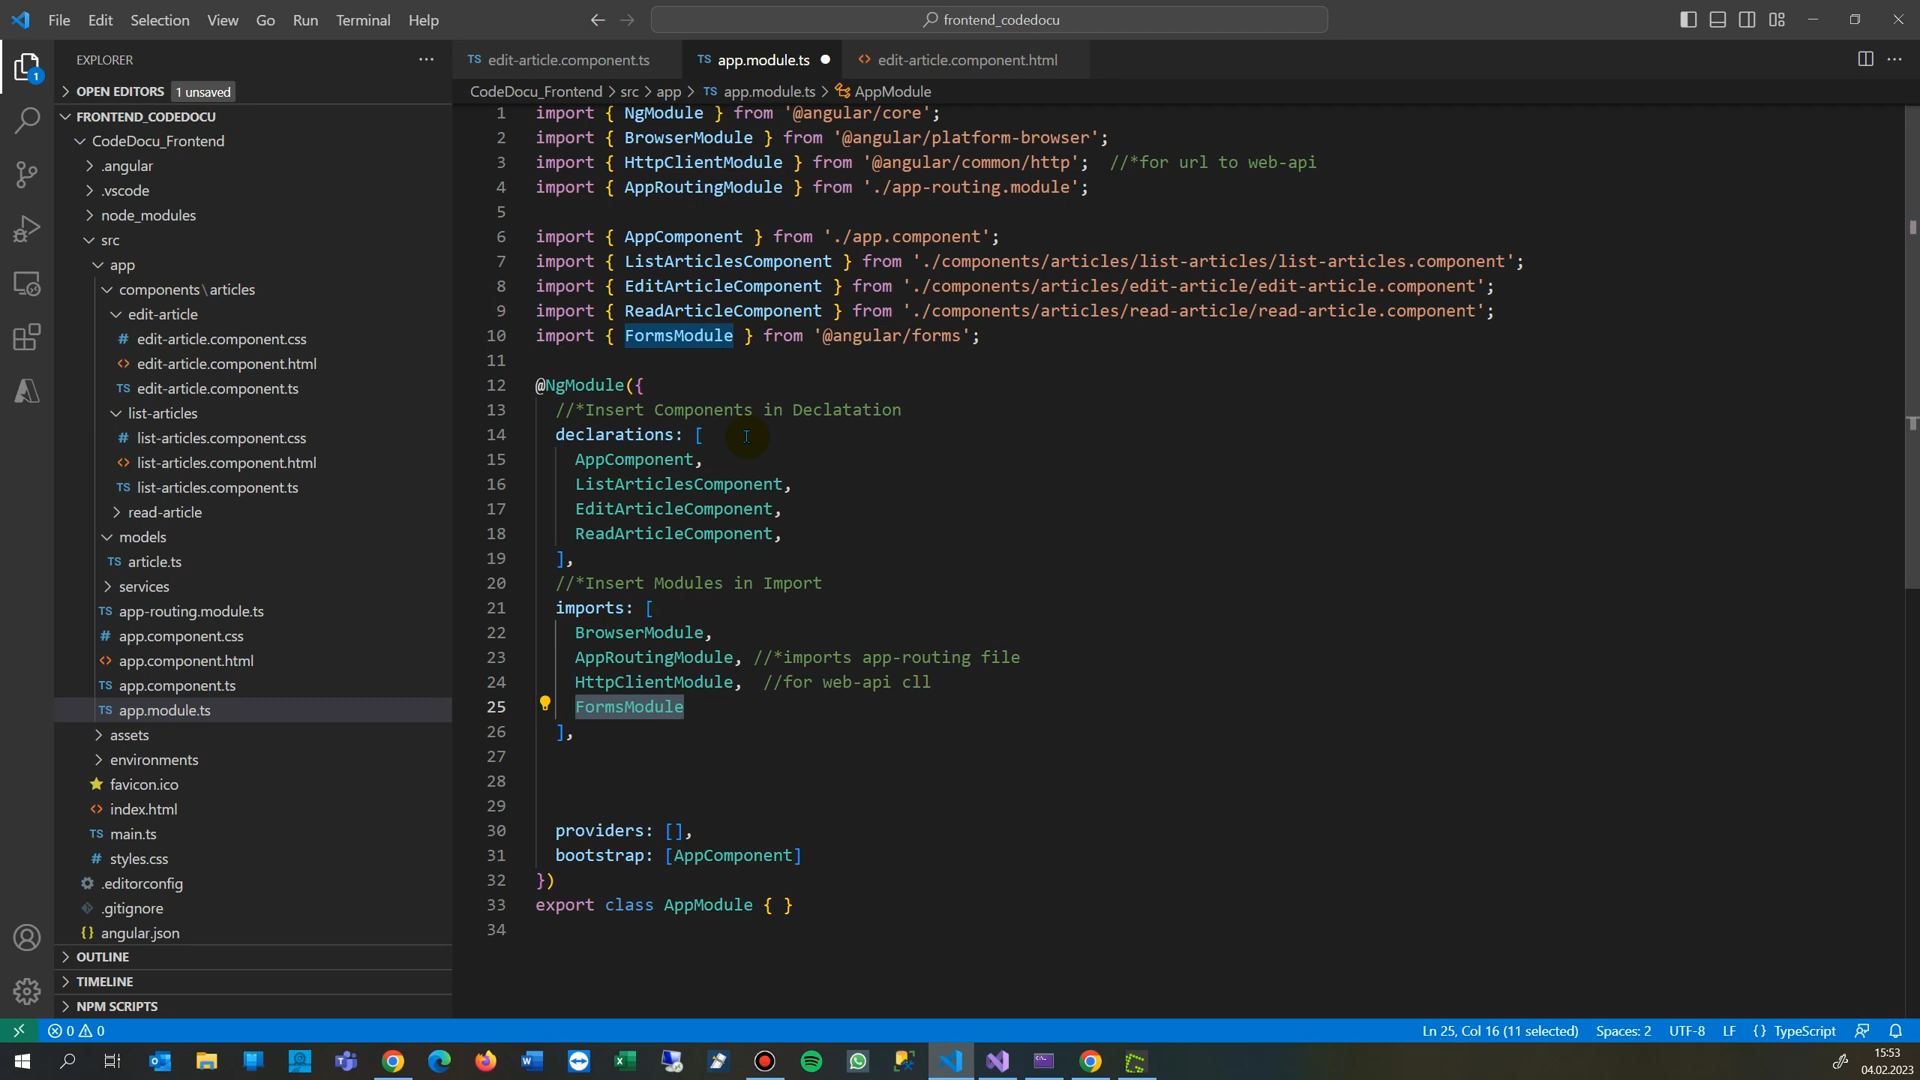 File Edit Selection View Go Run Terminal Help
frontend_codedocu
EXPLORER
OPEN EDITORS 1 unsaved
FRONTEND_CODEDOCU
CodeDocu_Frontend
.angular
.vscode
node_modules
src
app
components\articles
edit-article
# edit-article.component.css
<> edit-article.component.html
TS edit-article.component.ts
list-articles
# list-articles.component.css
<> list-articles.component.html
TS list-articles.component.ts
read-article
models
TS article.ts
services
TS app-routing.module.ts
# app.component.css
<> app.component.html
TS app.component.ts
TS app.module.ts
assets
environments
favicon.ico
<> index.html
TS main.ts
# styles.css
.editorconfig
.gitignore
{} angular.json
OUTLINE
TIMELINE
NPM SCRIPTS
TS edit-article.component.ts TS app.module.ts <> edit-article.component.html
CodeDocu_Frontend > src > app > TS app.module.ts > AppModule
1 import { NgModule } from '@angular/core';
2 import { BrowserModule } from '@angular/platform-browser';
3 import { HttpClientModule } from '@angular/common/http';  //*for url to web-api
4 import { AppRoutingModule } from './app-routing.module';
5
6 import { AppComponent } from './app.component';
7 import { ListArticlesComponent } from './components/articles/list-articles/list-articles.component';
8 import { EditArticleComponent } from './components/articles/edit-article/edit-article.component';
9 import { ReadArticleComponent } from './components/articles/read-article/read-article.component';
10 import { FormsModule } from '@angular/forms';
11
12 @NgModule({
13 //*Insert Components in Declatation
14 declarations: [
15 AppComponent,
16 ListArticlesComponent,
17 EditArticleComponent,
18 ReadArticleComponent,
19 ],
20 //*Insert Modules in Import
21 imports: [
22 BrowserModule,
23 AppRoutingModule, //*imports app-routing file
24 HttpClientModule,  //for web-api cll
25 FormsModule
26 ],
27
28
29
30 providers: [],
31 bootstrap: [AppComponent]
32 })
33 export class AppModule { }
34
1
0 0 Ln 25, Col 16 (11 selected) Spaces: 2 UTF-8 LF {} TypeScript
15:53
04.02.2023